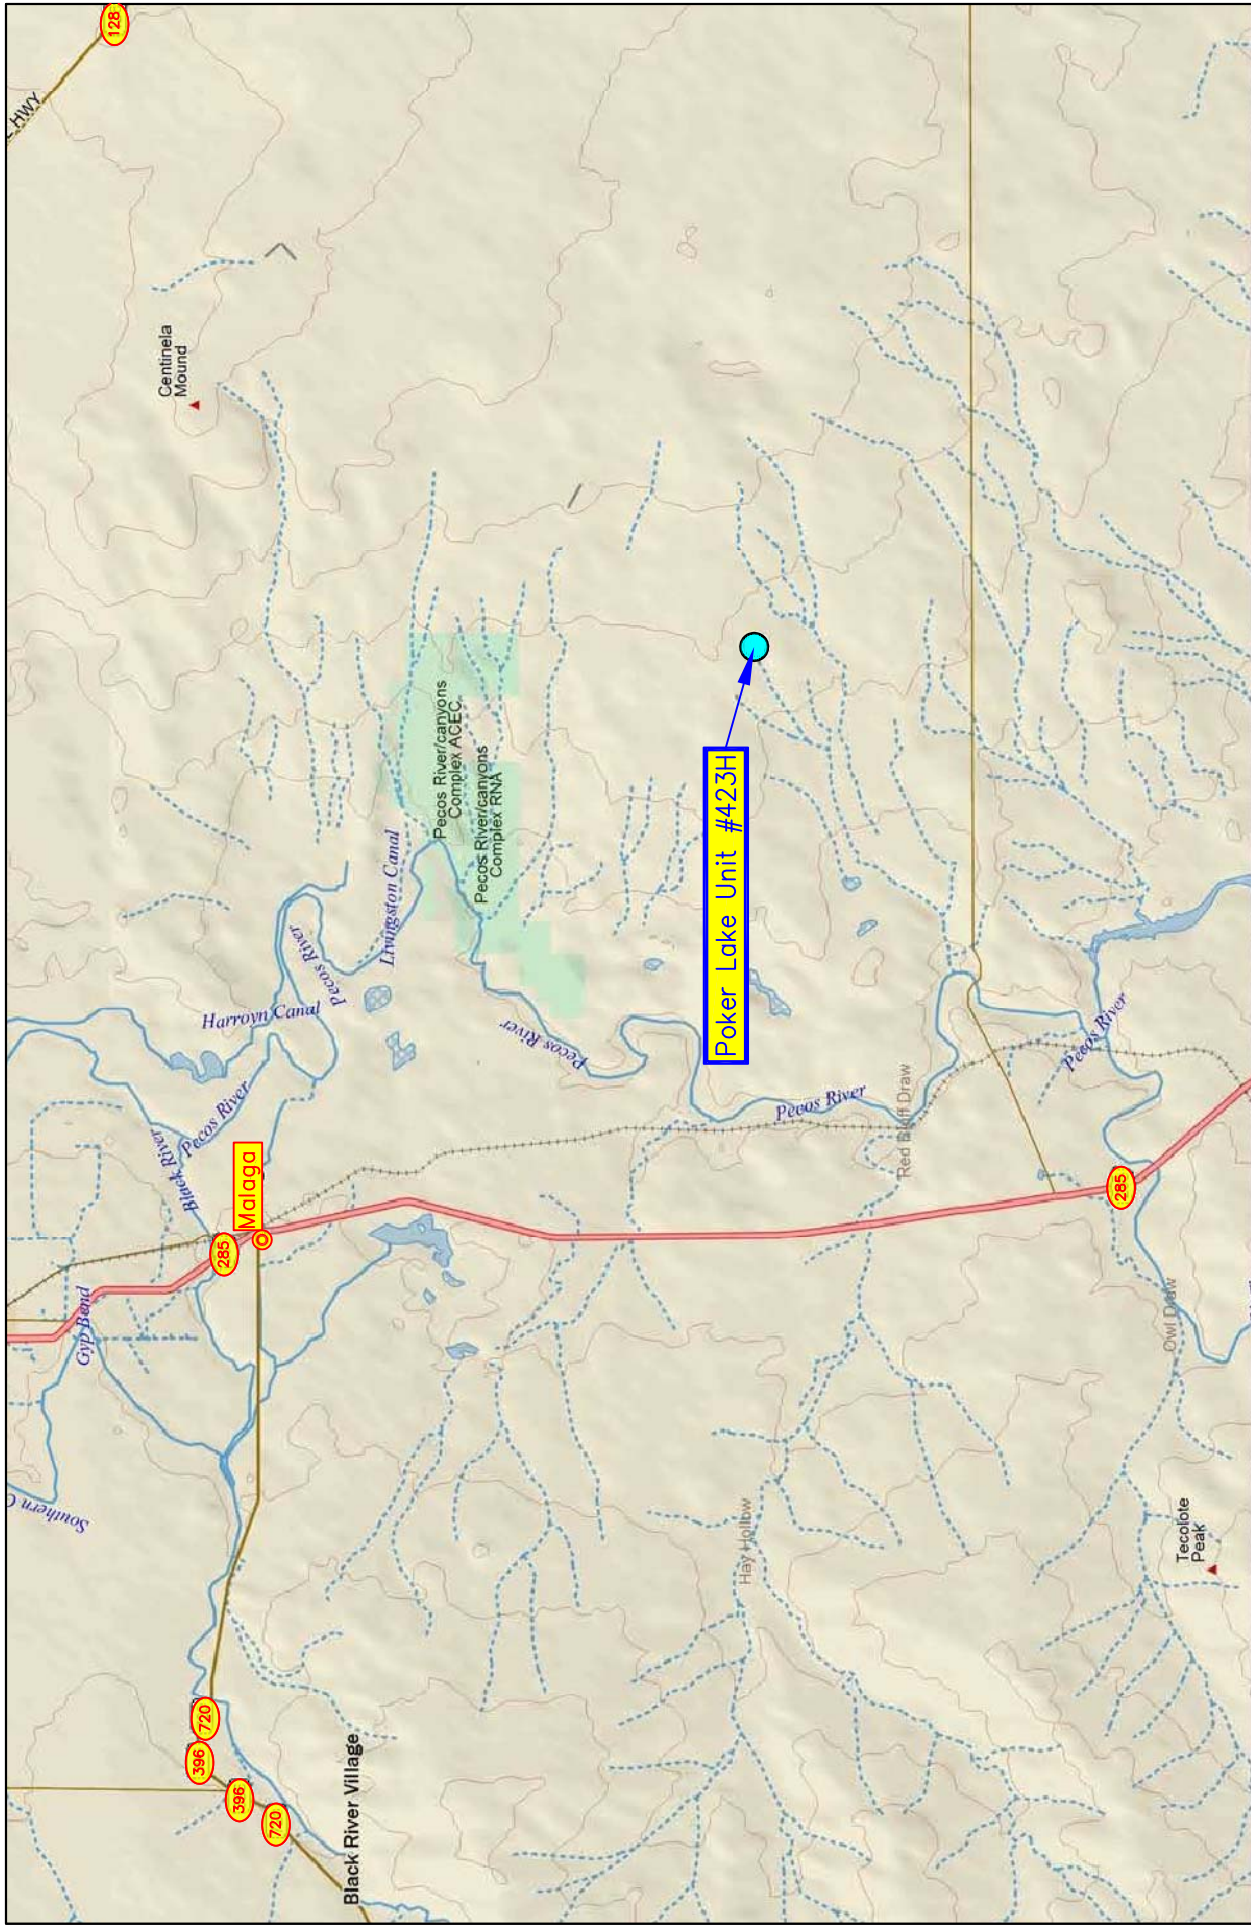 128
L HWY
Centinela
Mound
Pecos River/canyons
Complex ACEC
Pecos River/canyons
Complex RNA
Livingston Canal
Pecos River
Harroyn Canal
Pecos River
Black River
Malaga
285
Gyp Bend
Southern C
Pecos River
Poker Lake Unit #423H
Pecos River
Red Bluff Draw
Pecos River
285
Owl Draw
Hay Hollow
Tecolote
Peak
720
396
396
720
Black River Village